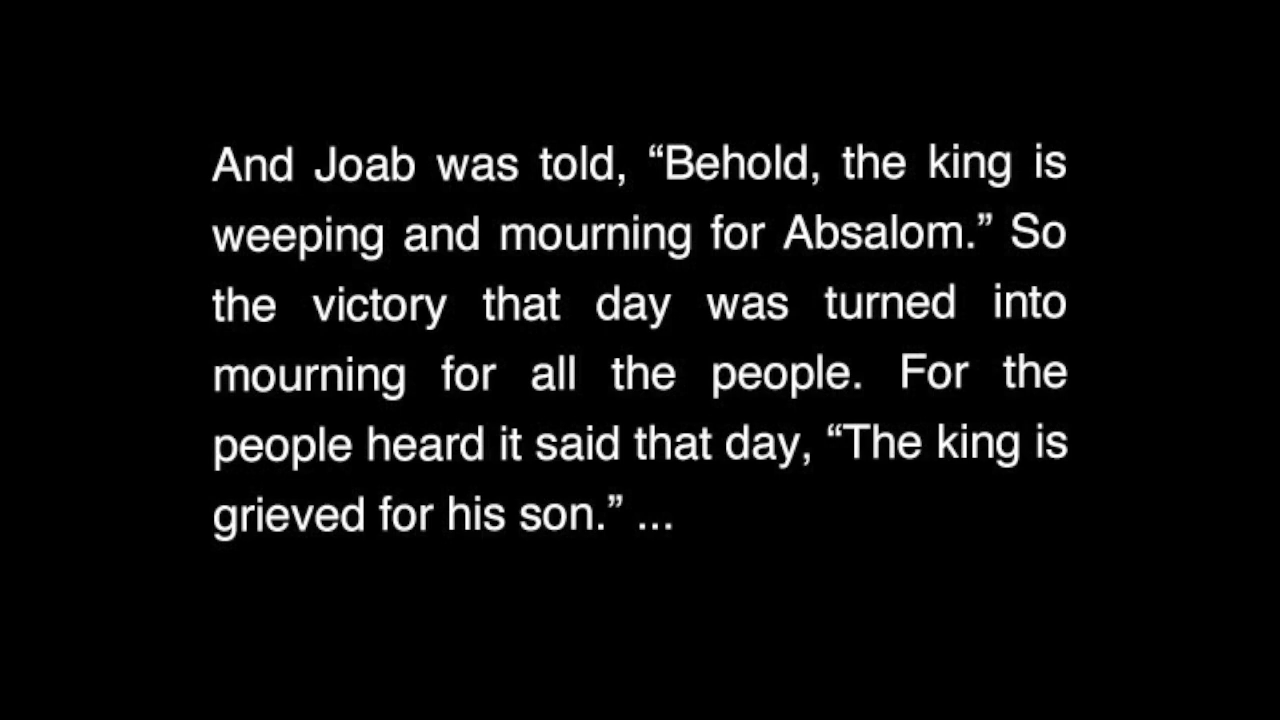 And Joab was told, “Behold, the king is
weeping and mourning for Absalom.” So
the victory that day was turned into
mourning for all the people. For the
people heard it said that day, “The king is
grieved for his son.” ...